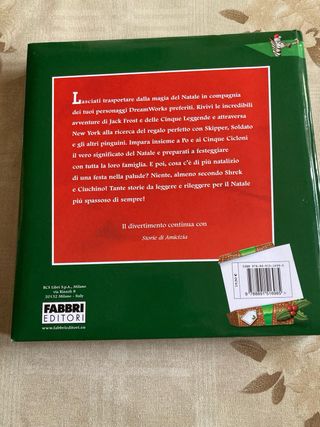 Lasciati trasportare dalla magia del Natale in compagnia
dei tuoi personaggi DreamWorks preferiti. Rivivi le incredibili
avventure di Jack Frost e delle Cinque Leggende e attraversa
New York alla ricerca del regalo perfetto con Skipper, Soldato
e gli altri pinguini. Impara insieme a Po e ai Cinque Cicloni
il vero significato del Natale e preparati a festeggiare
con tutta la loro famiglia. E poi, cosa c'è di più natalizio
di una festa nella palude? Niente, almeno secondo Shrek
e Ciuchino! Tante storie da leggere e rileggere per il Natale
più spassoso di sempre!
Il divertimento continua con
Storie di Amicizia
RCS Libri S.p.A., Milano
via Rizzoli 8
20132 Milano - Italy
FABBRI
EDITORI
www.fabbrieditori.eu